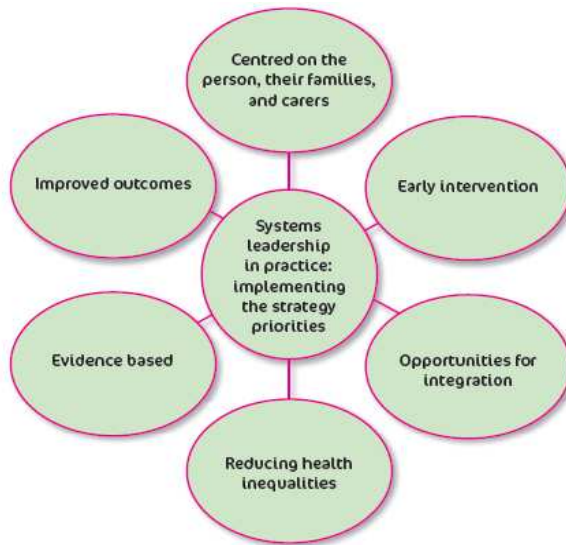 Centred on the
person, their families,
and carers
Improved outcomes
Early intervention
Systems
leadership
in practice:
implementing
the strategy
priorities
Evidence based
Opportunities for
integration
Reducing health
inequalities